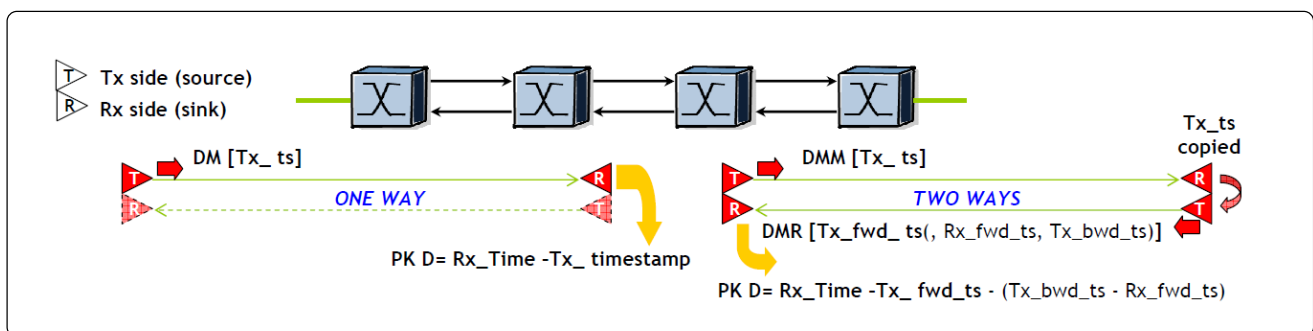 T Tx side (source)
R Rx side (sink)
Tx_ts
copied
DM [Tx_ ts]
DMM [Tx_ ts]
T
R
T
R
ONE WAY
TWO WAYS
R
T
R
T
DMR [Tx_fwd_ ts(, Rx_fwd_ts, Tx_bwd_ts)]
PK D= Rx_Time -Tx_ timestamp
PK D= Rx_Time -Tx_ fwd_ts - (Tx_bwd_ts - Rx_fwd_ts)